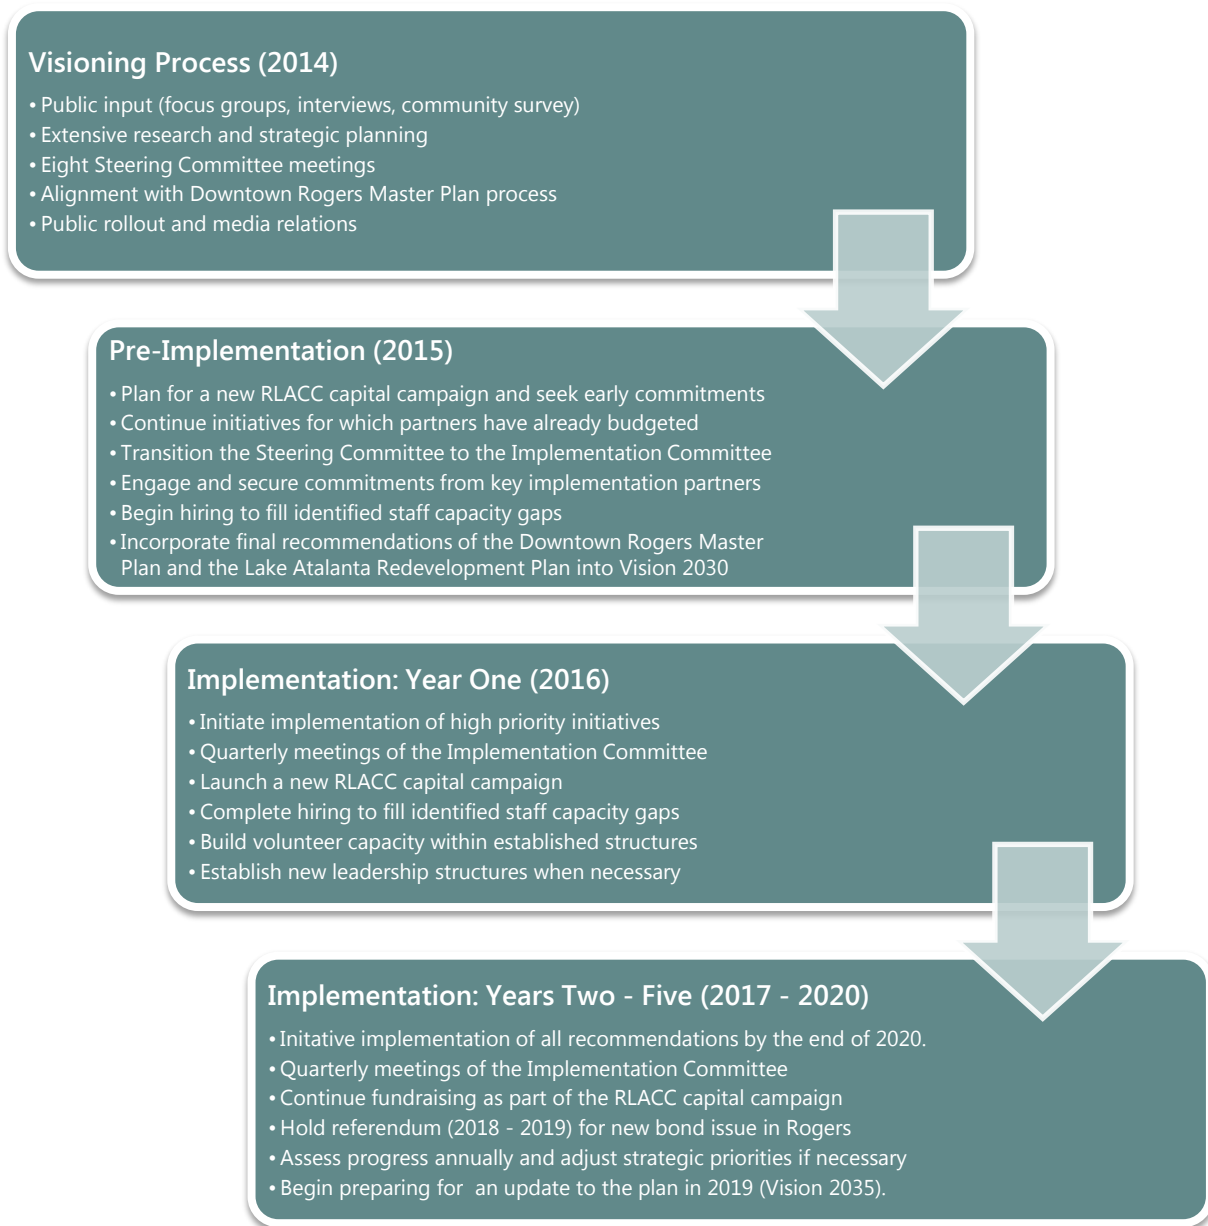 Visioning Process (2014)
• Public input (focus groups, interviews, community survey)
• Extensive research and strategic planning
• Eight Steering Committee meetings
• Alignment with Downtown Rogers Master Plan process
• Public rollout and media relations
Pre-Implementation (2015)
• Plan for a new RLACC capital campaign and seek early commitments
• Continue initiatives for which partners have already budgeted
• Transition the Steering Committee to the Implementation Committee
• Engage and secure commitments from key implementation partners
• Begin hiring to fill identified staff capacity gaps
• Incorporate final recommendations of the Downtown Rogers Master
Plan and the Lake Atalanta Redevelopment Plan into Vision 2030
Implementation: Year One (2016)
• Initiate implementation of high priority initiatives
• Quarterly meetings of the Implementation Committee
• Launch a new RLACC capital campaign
• Complete hiring to fill identified staff capacity gaps
• Build volunteer capacity within established structures
• Establish new leadership structures when necessary
Implementation: Years Two - Five (2017 - 2020)
• Initative implementation of all recommendations by the end of 2020.
• Quarterly meetings of the Implementation Committee
• Continue fundraising as part of the RLACC capital campaign
• Hold referendum (2018 - 2019) for new bond issue in Rogers
• Assess progress annually and adjust strategic priorities if necessary
• Begin preparing for  an update to the plan in 2019 (Vision 2035).